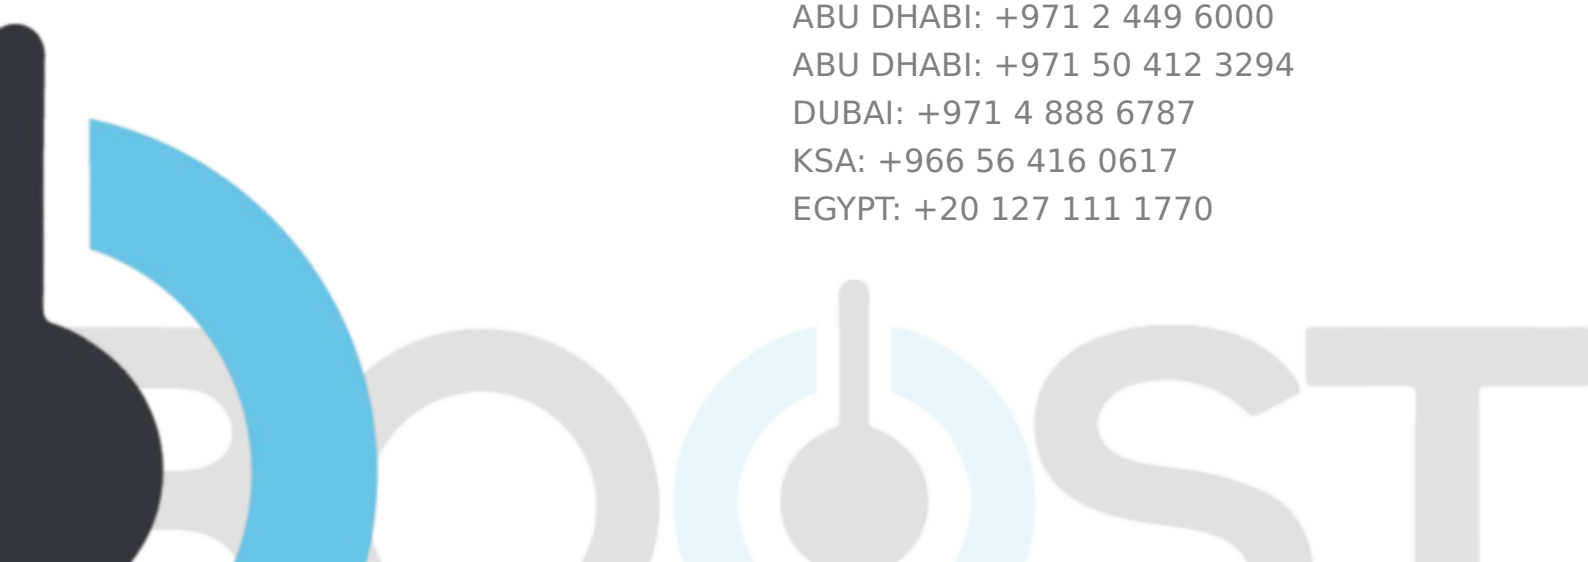 ABU DHABI: +971 2 449 6000
ABU DHABI: +971 50 412 3294
DUBAI: +971 4 888 6787
KSA: +966 56 416 0617
EGYPT: +20 127 111 1770
BOOST